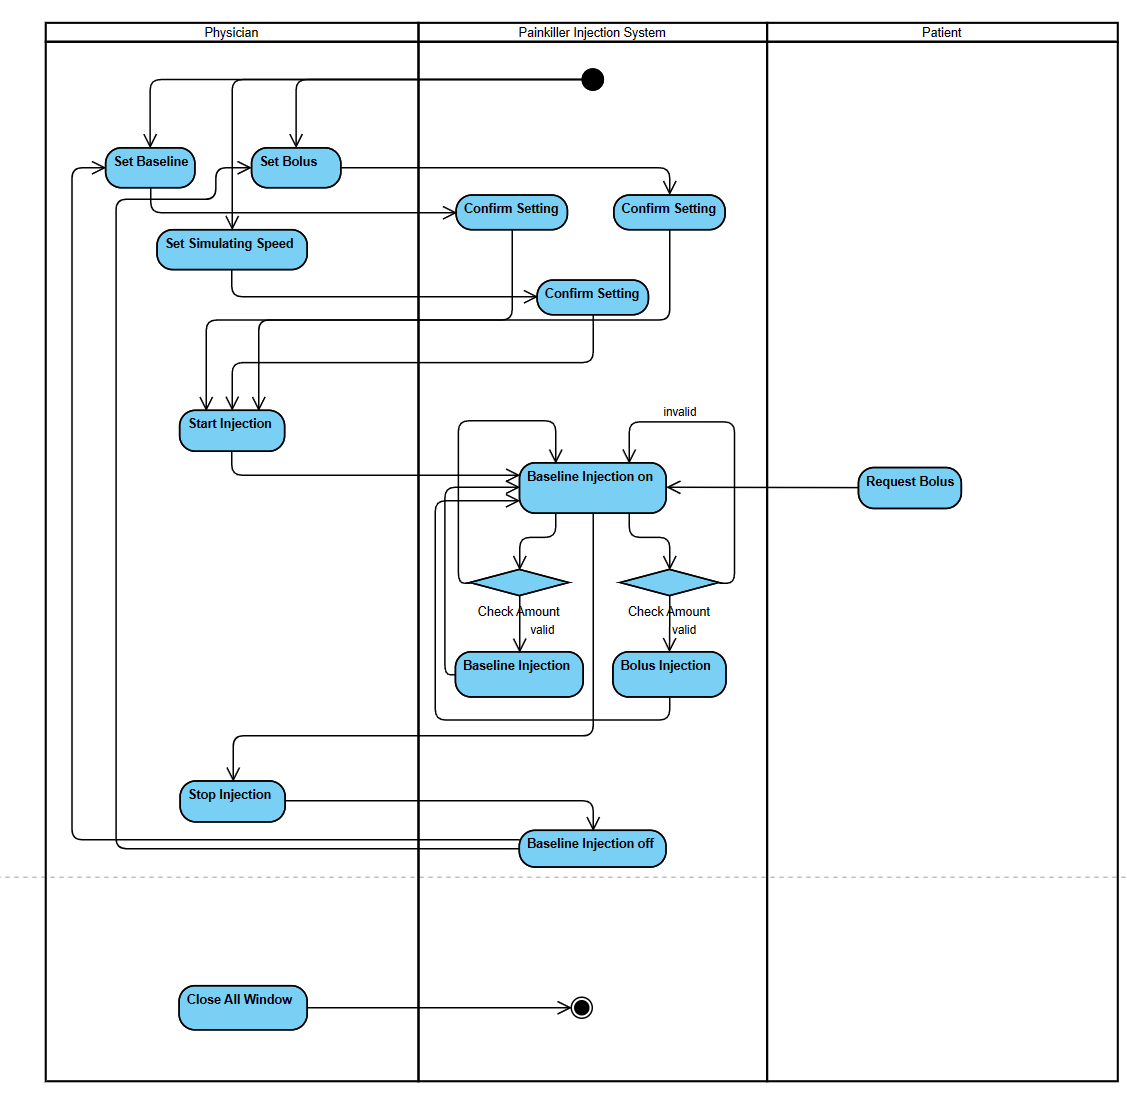 Physician
Painkiller Injection System
Patient
Set Baseline
Set Bolus
Confirm Setting
Confirm Setting
Set Simulating Speed
Confirm Setting
Start Injection
invalid
Baseline Injection on
Request Bolus
Check Amount
Check Amount
valid
valid
Baseline Injection
Bolus Injection
Stop Injection
Baseline Injection off
Close All Window